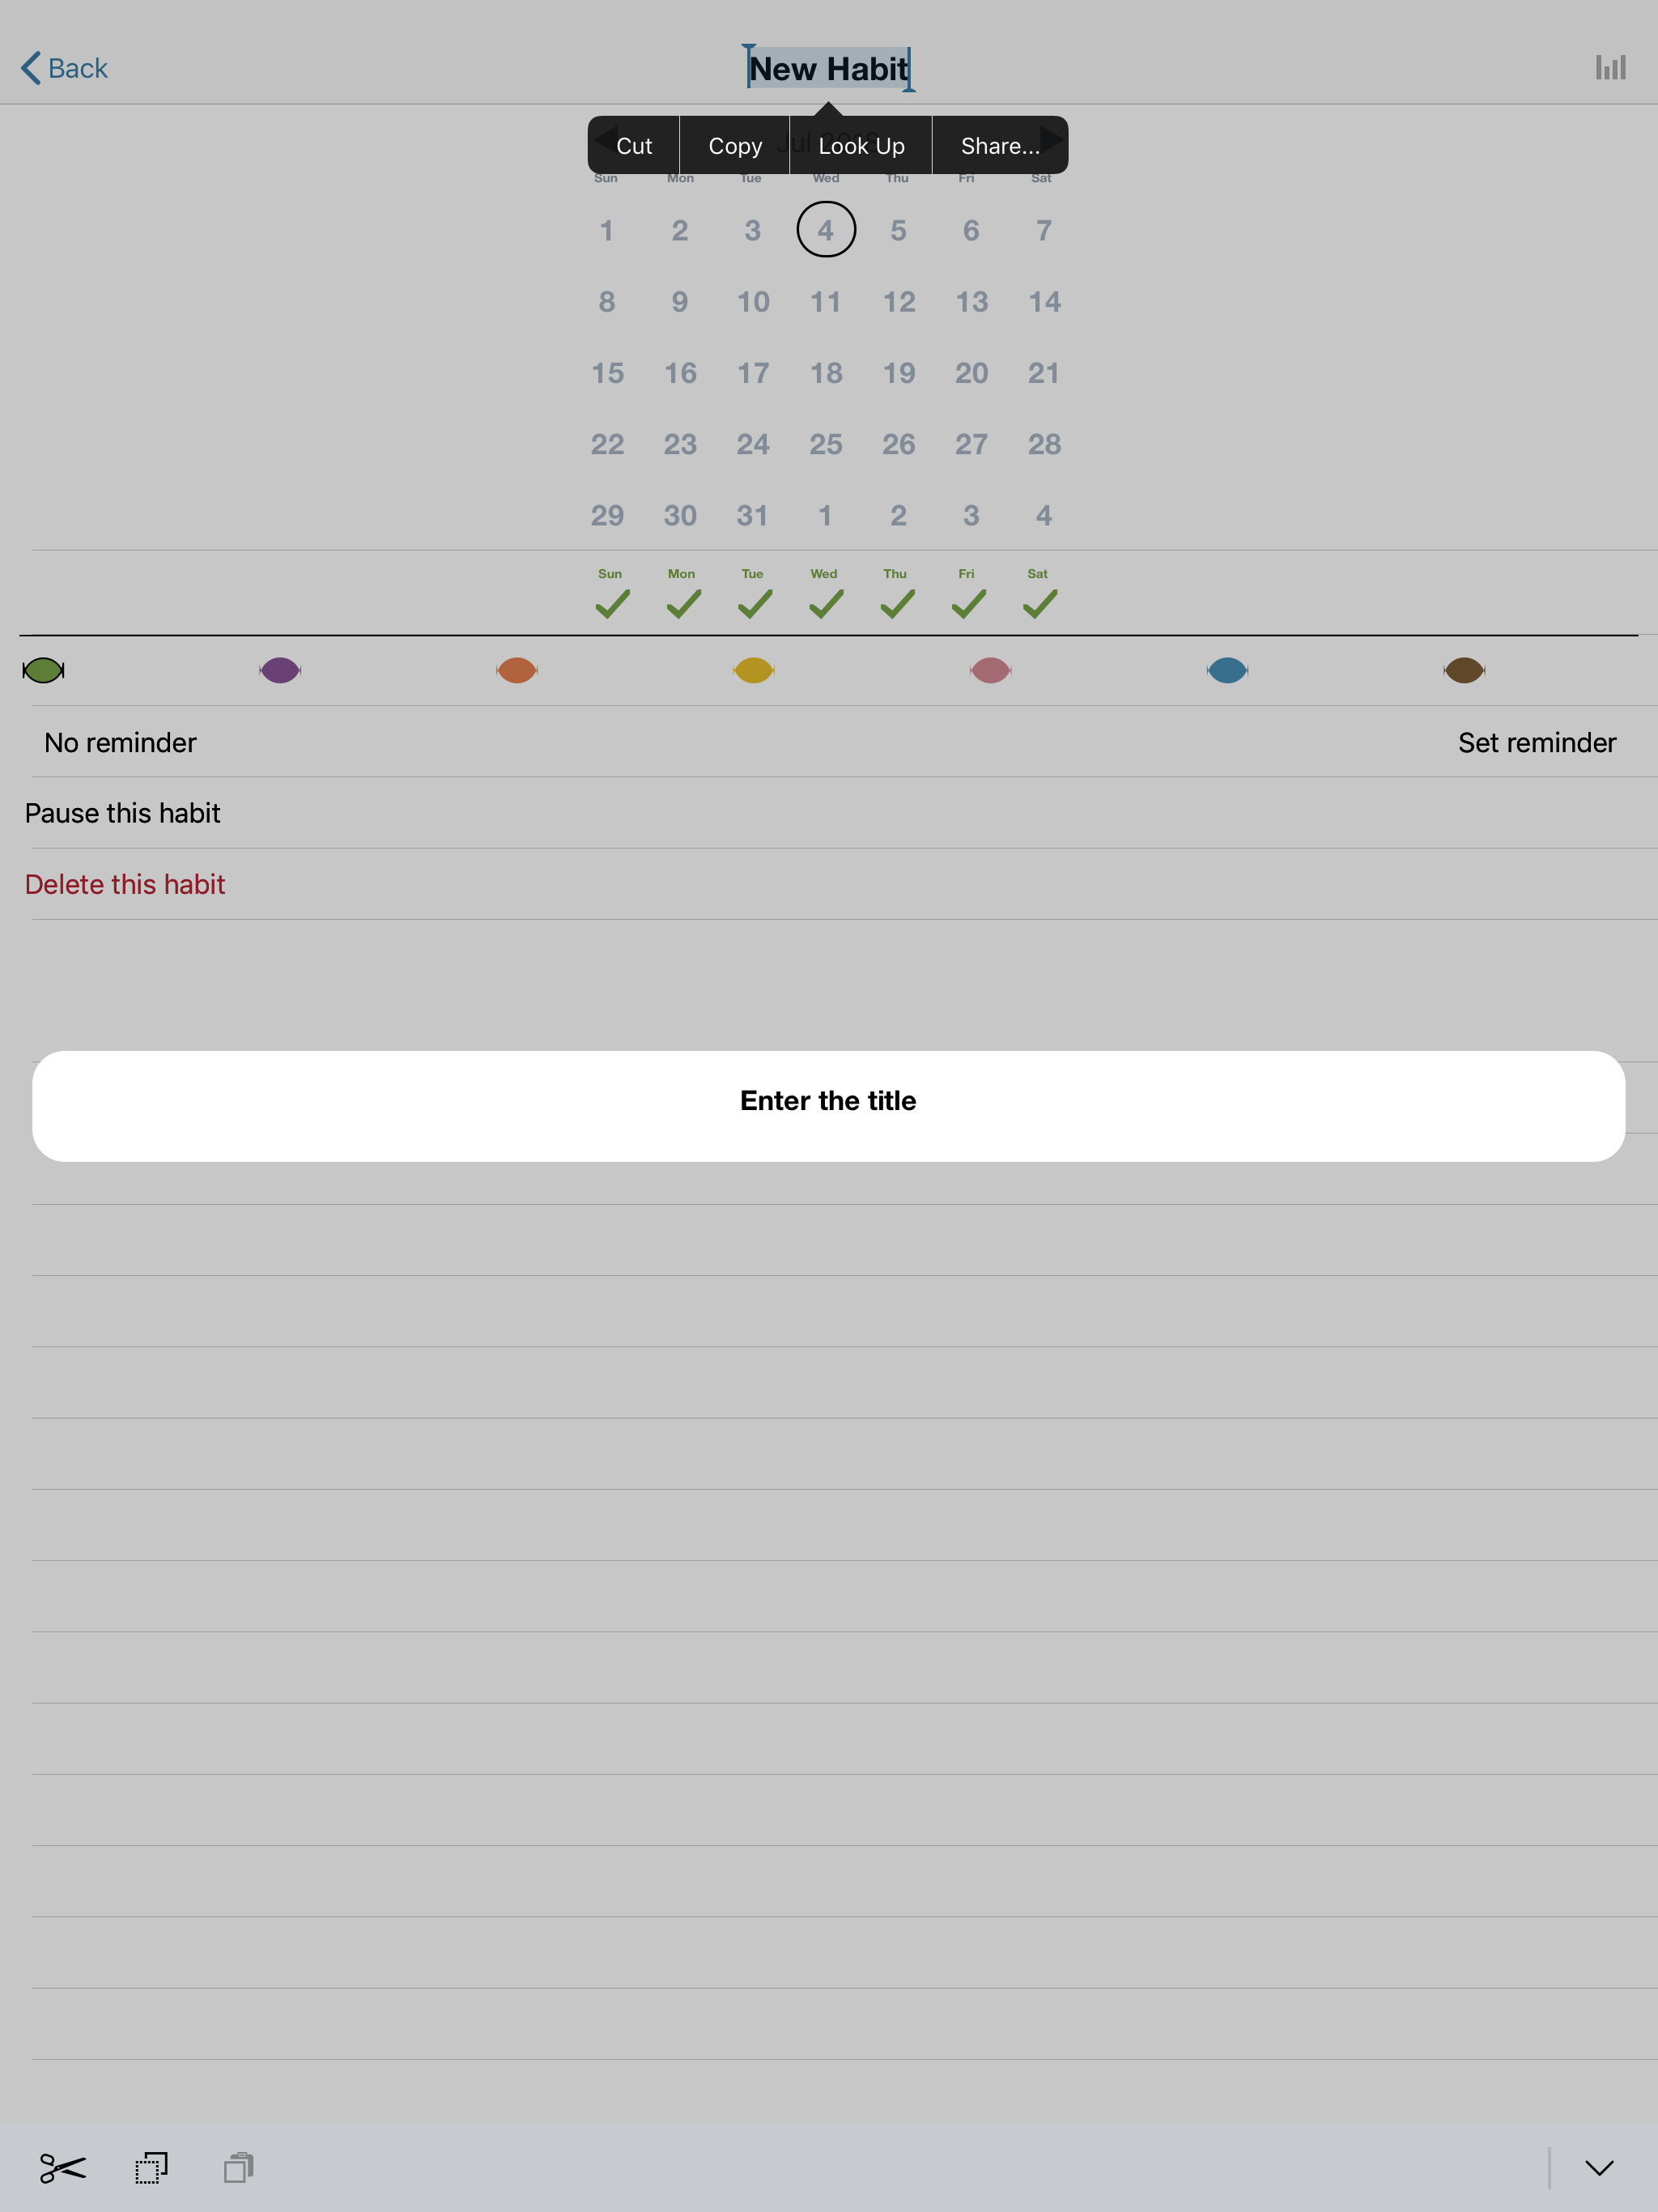 Back
New Habit
Cut Copy Look Up Share...
Sun Mon Tue Wed Thu Fri Sat
1 2 3 4 5 6 7
8 9 10 11 12 13 14
15 16 17 18 19 20 21
22 23 24 25 26 27 28
29 30 31 1 2 3 4
Sun Mon Tue Wed Thu Fri Sat
No reminder
Set reminder
Pause this habit
Delete this habit
Enter the title